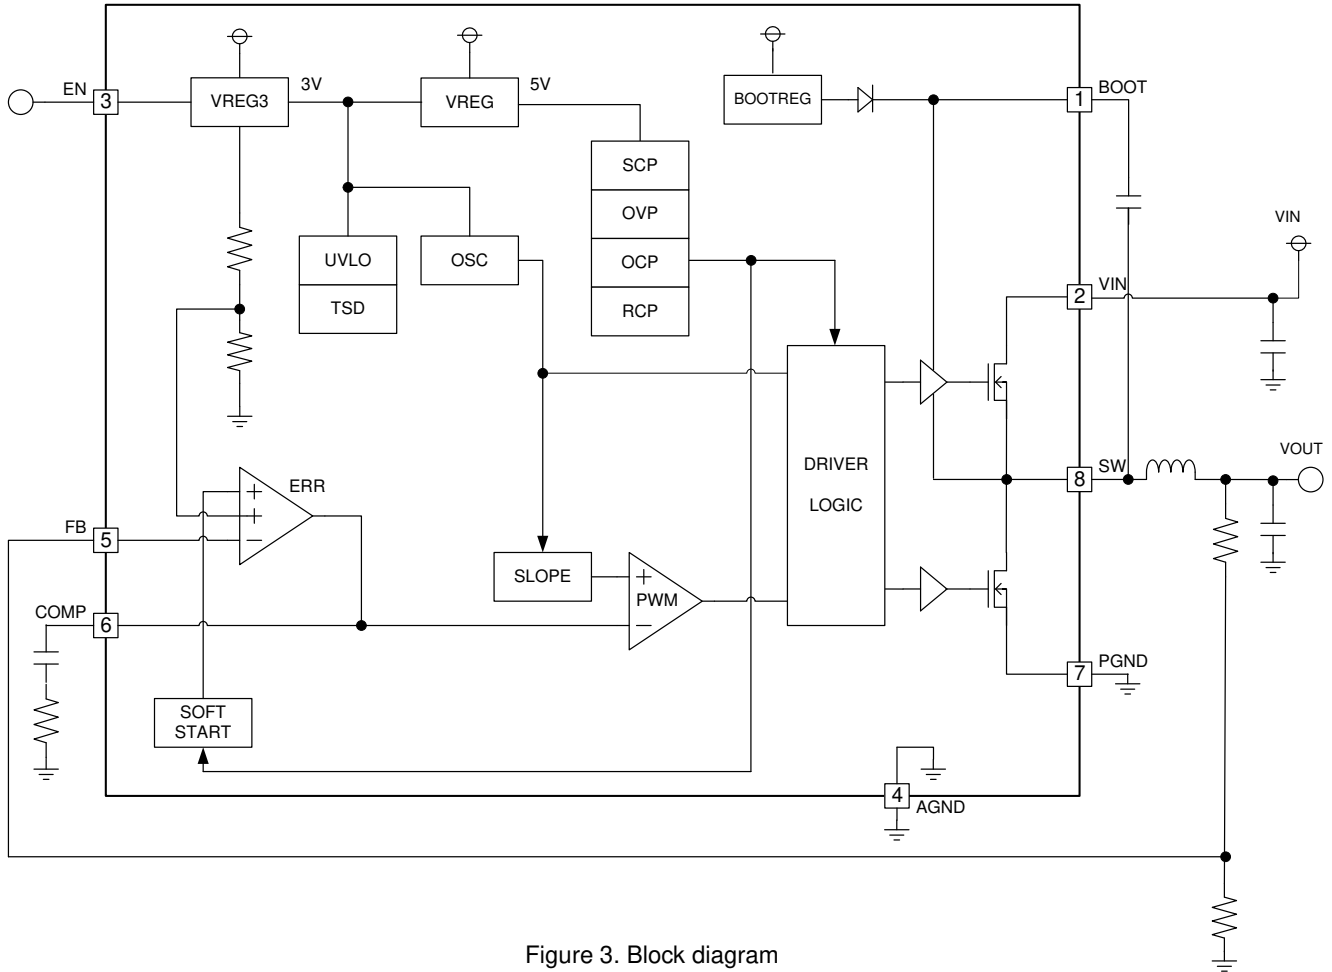 EN
3
VREG3
3V
VREG
5V
BOOTREG
1
BOOT
SCP
OVP
OCP
RCP
UVLO
TSD
OSC
VIN
2
VIN
DRIVER
LOGIC
8
SW
VOUT
ERR
+
+
−
FB
5
SLOPE
+
PWM
−
COMP
6
7
PGND
SOFT
START
4
AGND
Figure 3. Block diagram